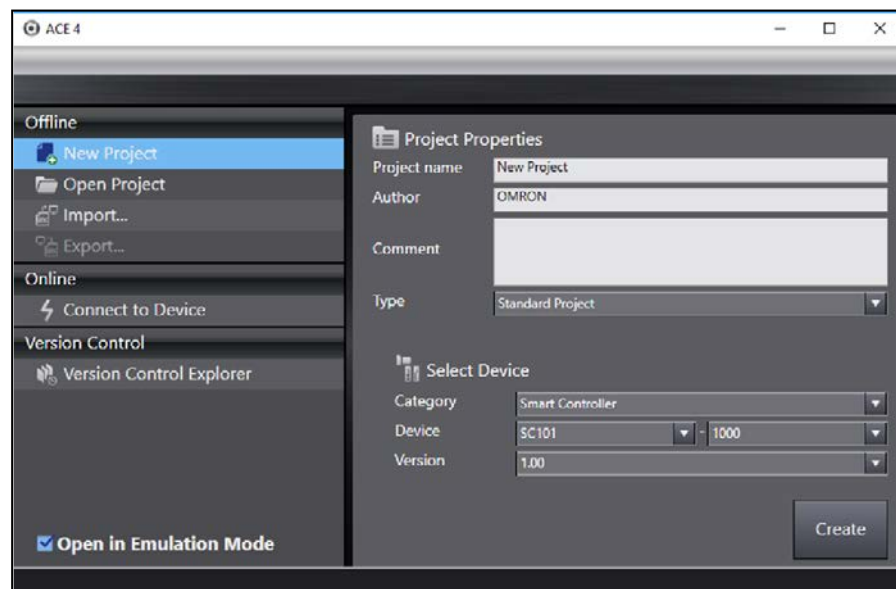 ACE 4
Offline
New Project
Open Project
Import...
Export...
Online
Connect to Device
Version Control
Version Control Explorer
Open in Emulation Mode
Project Properties
Project name New Project
Author OMRON
Comment
Type Standard Project
Select Device
Category Smart Controller
Device SC101 - 1000
Version 1.00
Create